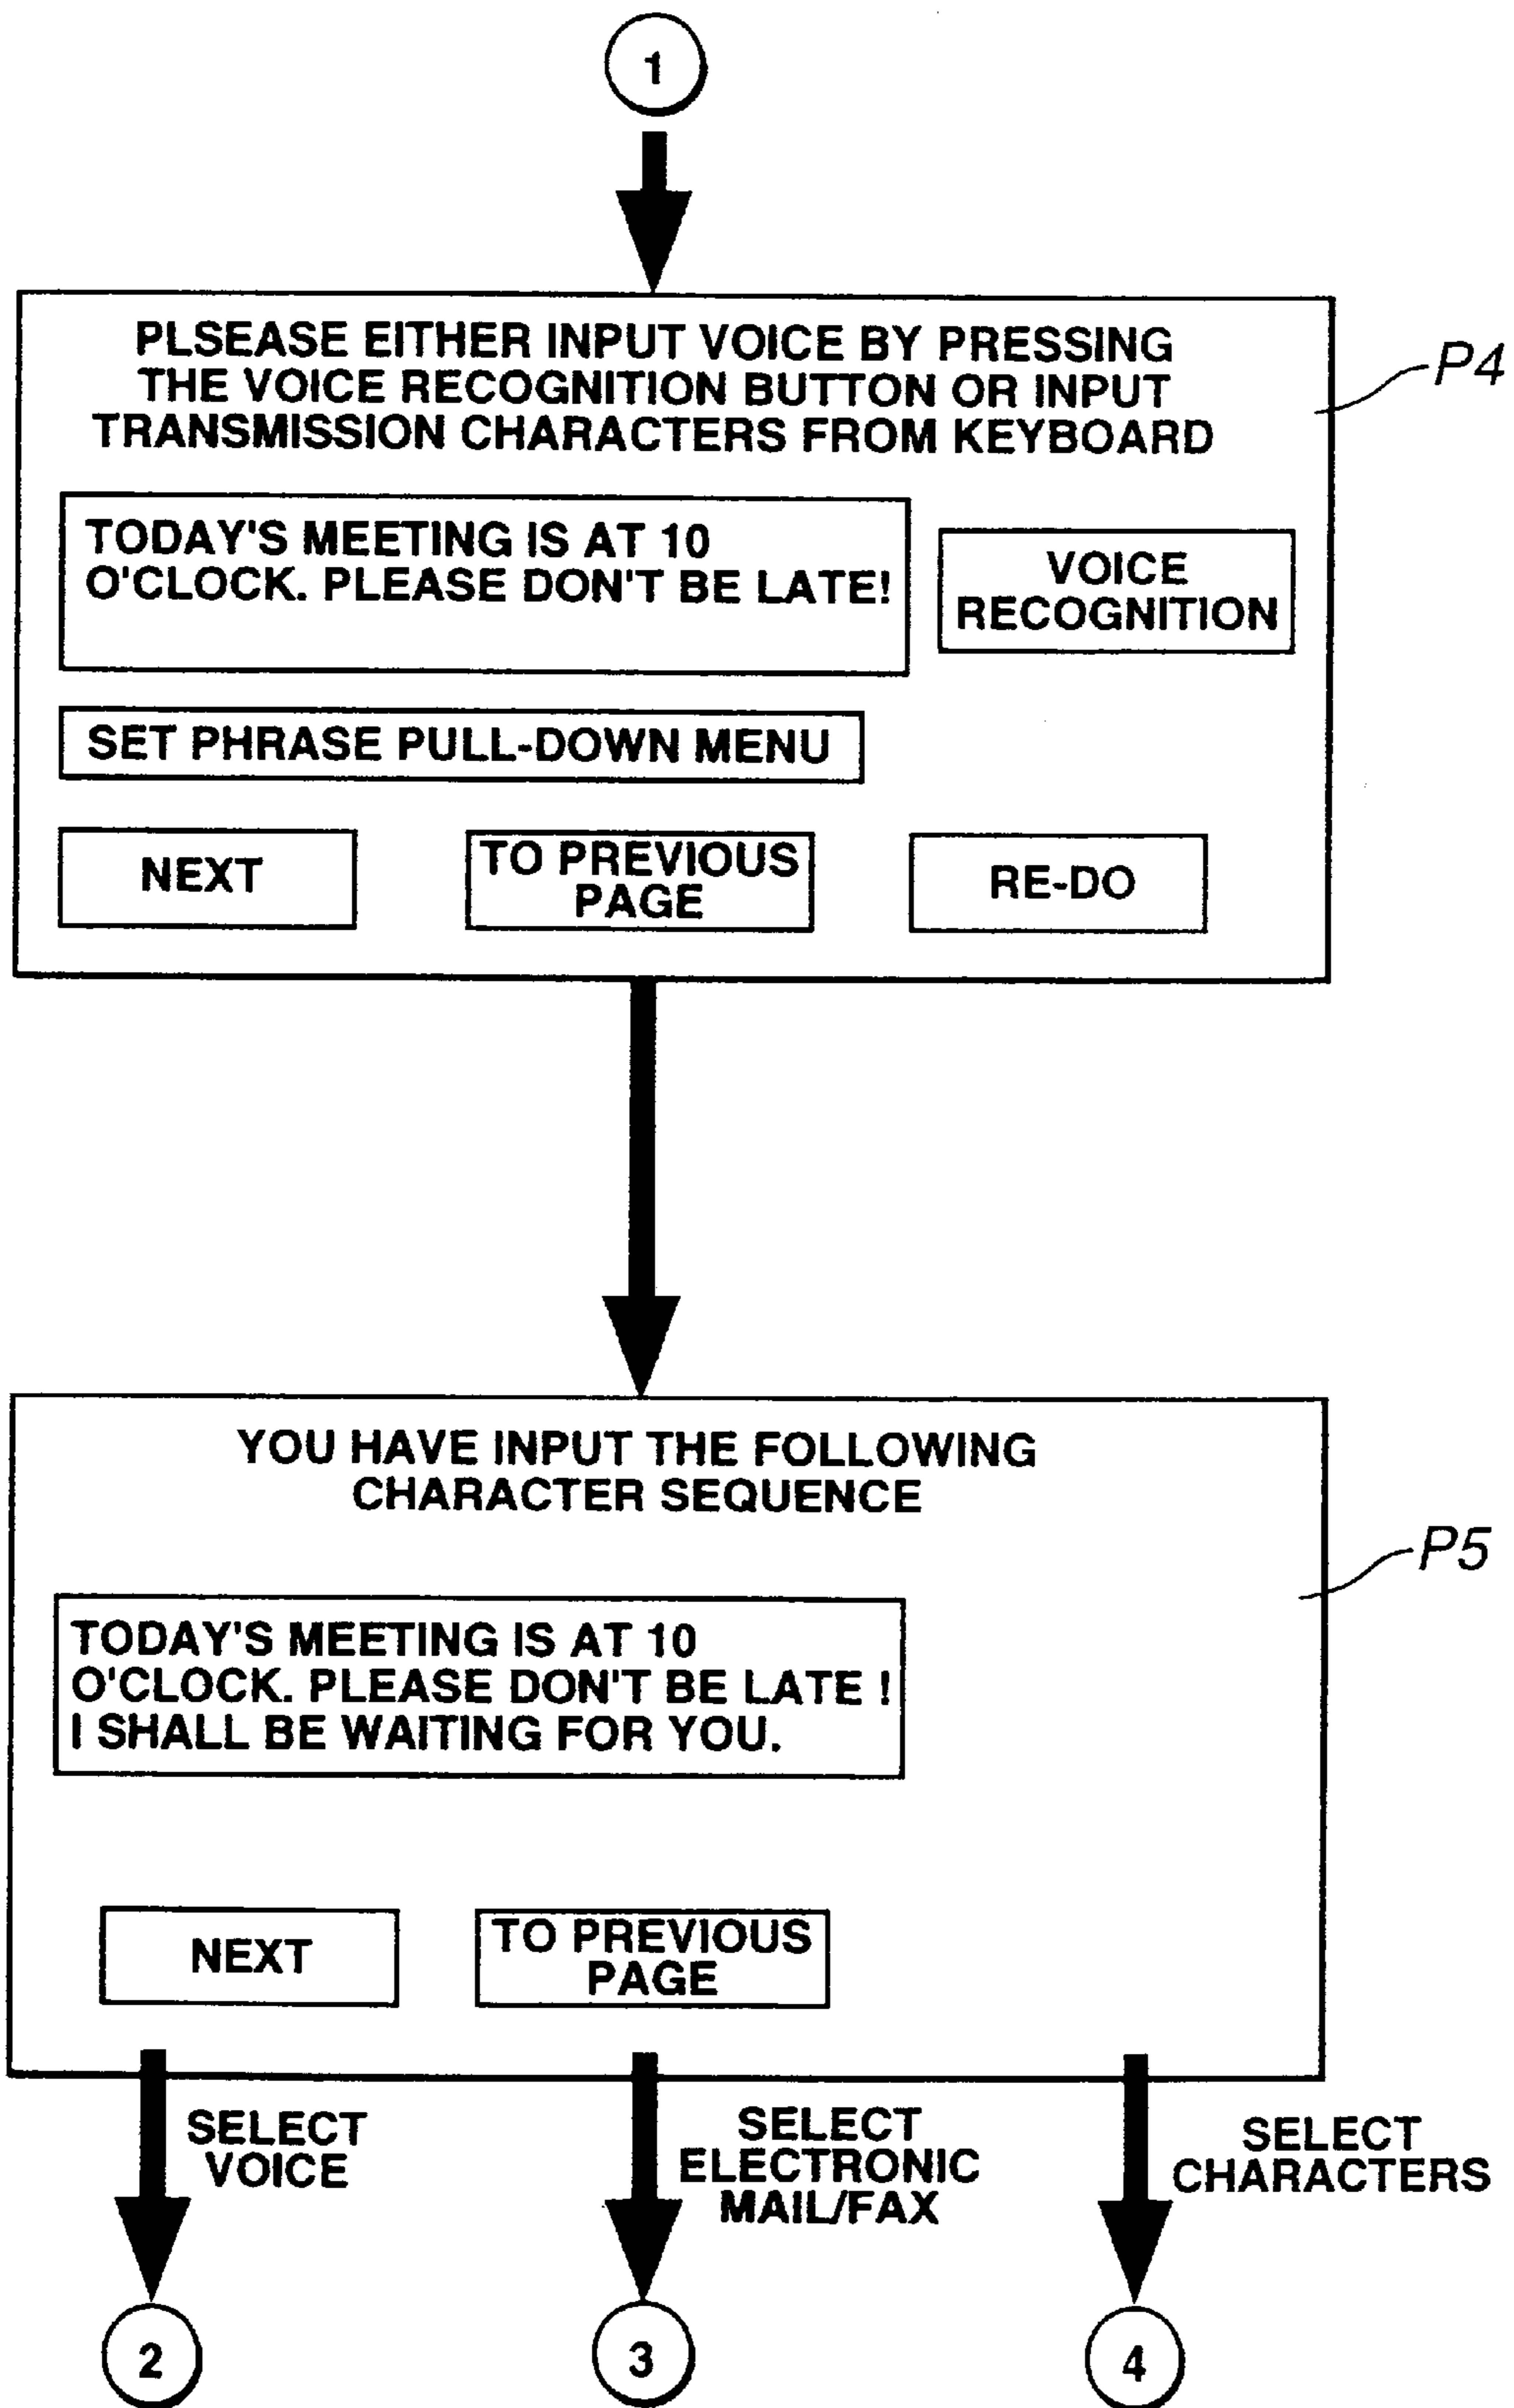 1
PLSEASE EITHER INPUT VOICE BY PRESSING
THE VOICE RECOGNITION BUTTON OR INPUT
TRANSMISSION CHARACTERS FROM KEYBOARD
P4
TODAY'S MEETING IS AT 10
O'CLOCK. PLEASE DON'T BE LATE!
VOICE
RECOGNITION
SET PHRASE PULL-DOWN MENU
NEXT
TO PREVIOUS
PAGE
RE-DO
YOU HAVE INPUT THE FOLLOWING
CHARACTER SEQUENCE
P5
TODAY'S MEETING IS AT 10
O'CLOCK. PLEASE DON'T BE LATE !
I SHALL BE WAITING FOR YOU.
NEXT
TO PREVIOUS
PAGE
SELECT
VOICE
SELECT
ELECTRONIC
MAIL/FAX
SELECT
CHARACTERS
2
3
4